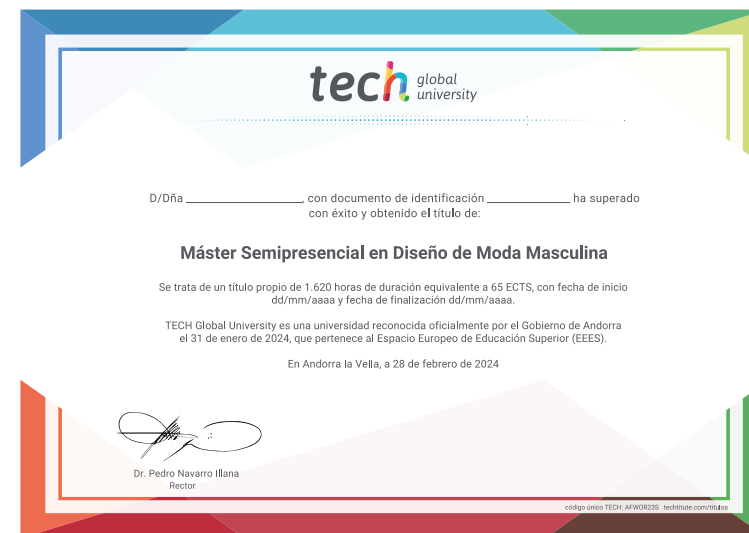 tech global university
D/Dña ____________________, con documento de identificación ______________ ha superado
con éxito y obtenido el título de:
Máster Semipresencial en Diseño de Moda Masculina
Se trata de un título propio de 1.620 horas de duración equivalente a 65 ECTS, con fecha de inicio
dd/mm/aaaa y fecha de finalización dd/mm/aaaa.
TECH Global University es una universidad reconocida oficialmente por el Gobierno de Andorra
el 31 de enero de 2024, que pertenece al Espacio Europeo de Educación Superior (EEES).
En Andorra la Vella, a 28 de febrero de 2024
Dr. Pedro Navarro Illana
Rector
código único TECH: AFWOR23S techtitute.com/titulos